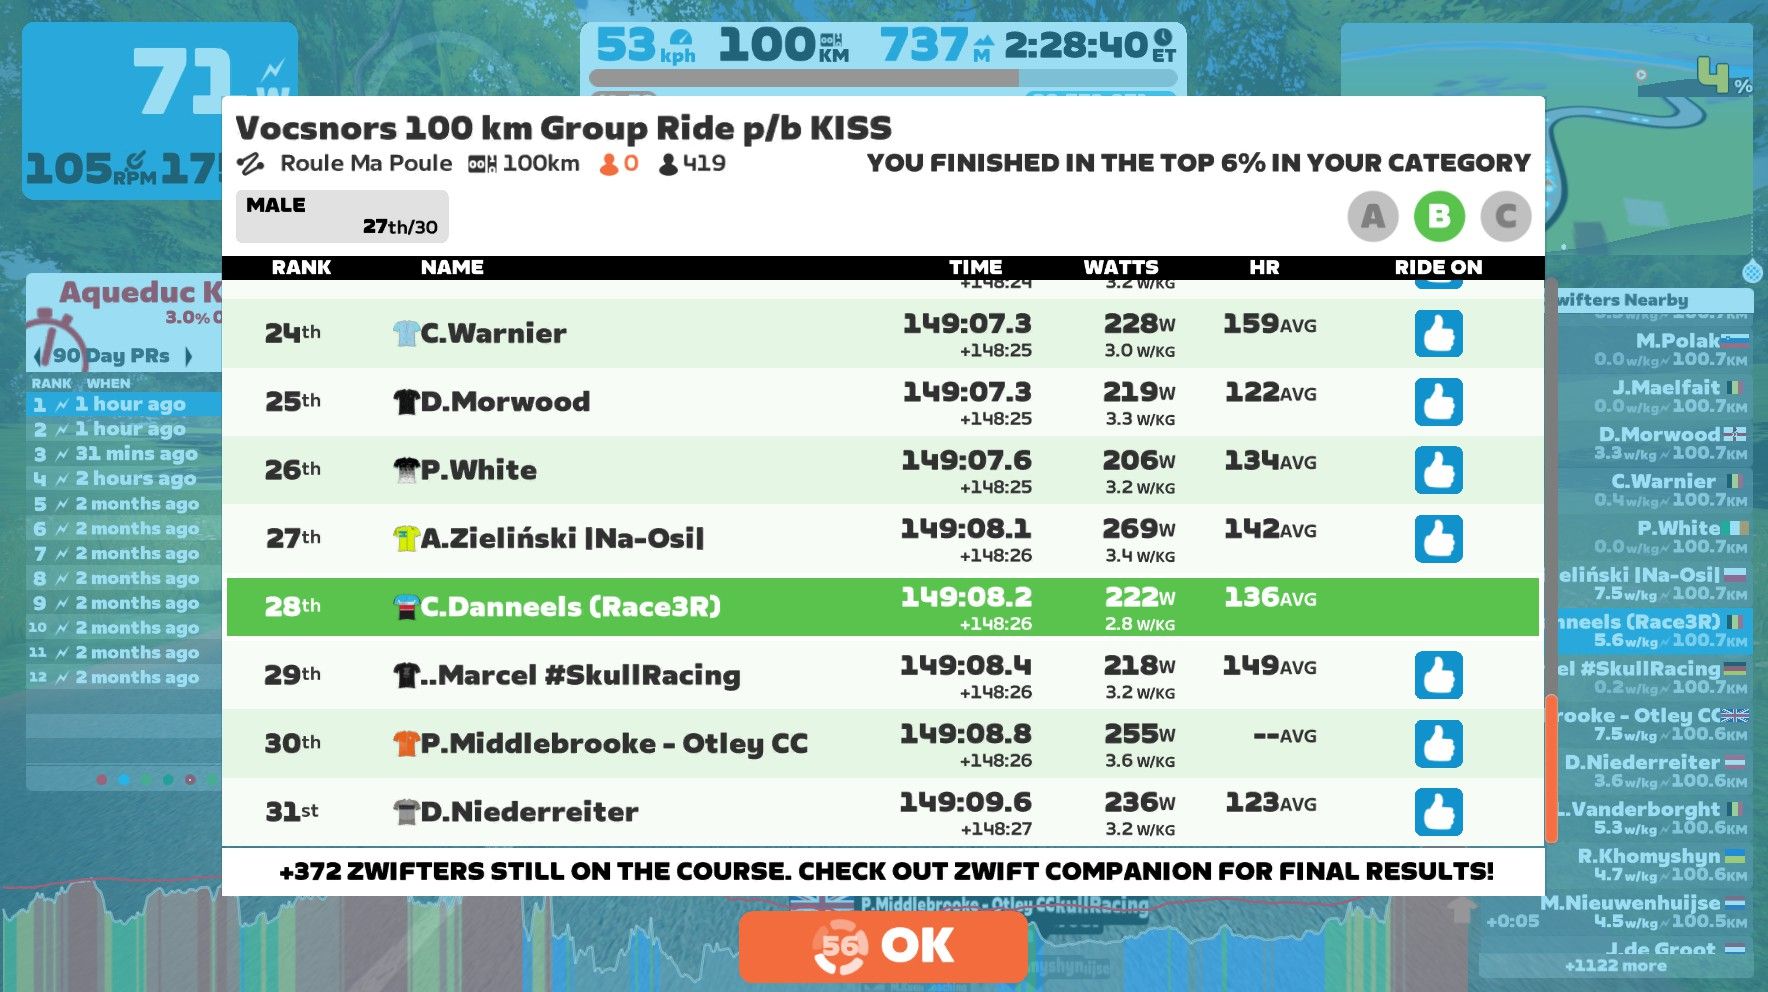 71 W
105 RPM 17
53 kph 100 KM 737 M 2:28:40 ET
4 %
Vocsnors 100 km Group Ride p/b KISS
Roule Ma Poule 100km 0 419
YOU FINISHED IN THE TOP 6% IN YOUR CATEGORY
MALE
27th/30
A B C
RANK NAME TIME WATTS HR RIDE ON
+148:24 3.2 W/KG
24th C.Warnier 149:07.3 228W 159AVG
+148:25 3.0 W/KG
25th D.Morwood 149:07.3 219W 122AVG
+148:25 3.3 W/KG
26th P.White 149:07.6 206W 134AVG
+148:25 3.2 W/KG
27th A.Zieliński |Na-Osi| 149:08.1 269W 142AVG
+148:26 3.4 W/KG
28th C.Danneels (Race3R) 149:08.2 222W 136AVG
+148:26 2.8 W/KG
29th ..Marcel #SkullRacing 149:08.4 218W 149AVG
+148:26 3.2 W/KG
30th P.Middlebrooke - Otley CC 149:08.8 255W --AVG
+148:26 3.6 W/KG
31st D.Niederreiter 149:09.6 236W 123AVG
+148:27 3.2 W/KG
+372 ZWIFTERS STILL ON THE COURSE. CHECK OUT ZWIFT COMPANION FOR FINAL RESULTS!
56 OK
Aqueduc K
3.0% 0
90 Day PRs
RANK WHEN
1 1 hour ago
2 1 hour ago
3 31 mins ago
4 2 hours ago
5 2 months ago
6 2 months ago
7 2 months ago
8 2 months ago
9 2 months ago
10 2 months ago
11 2 months ago
12 2 months ago
wifters Nearby
M.Polak
0.0w/kg 100.7KM
J.Maelfait
0.0w/kg 100.7KM
D.Morwood
3.3w/kg 100.7KM
C.Warnier
0.4w/kg 100.7KM
P.White
0.0w/kg 100.7KM
eliński |Na-Osi|
7.5w/kg 100.7KM
nneels (Race3R)
5.6w/kg 100.7KM
el #SkullRacing
0.2w/kg 100.7KM
rooke - Otley CC
7.5w/kg 100.6KM
D.Niederreiter
3.6w/kg 100.6KM
L.Vanderborght
5.3w/kg 100.6KM
R.Khomyshyn
4.7w/kg 100.6KM
M.Nieuwenhuijse
+0:05 4.5w/kg 100.5KM
J.de Groot
+1122 more
P.Middlebrooke - Otley CC